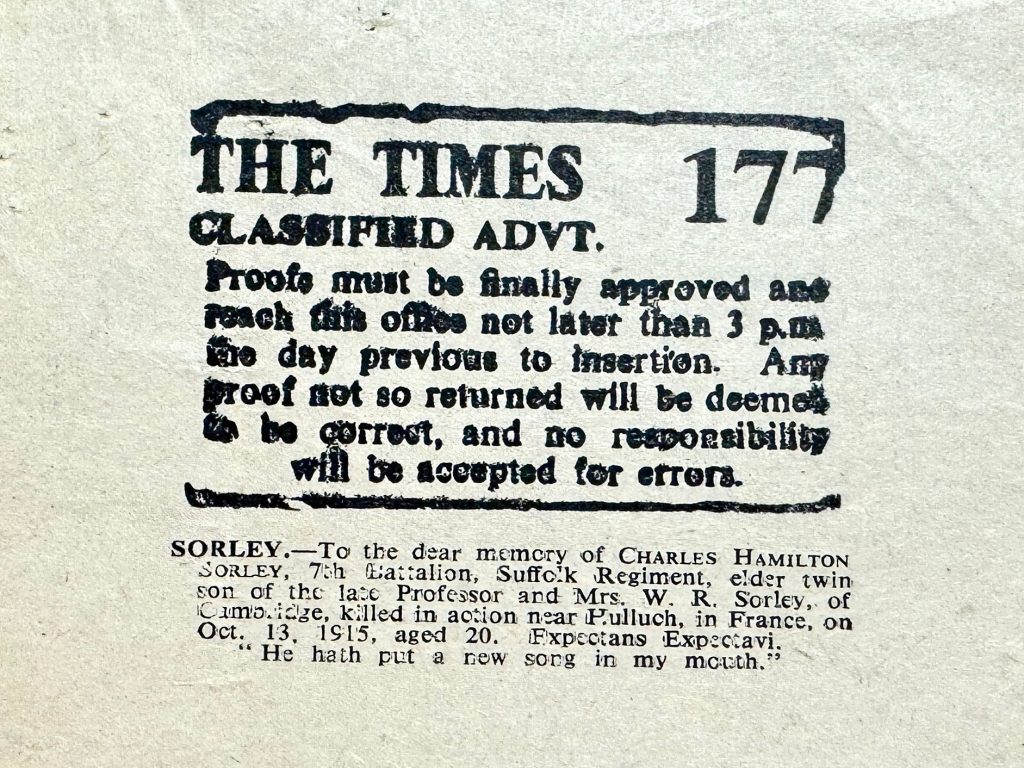 THE TIMES 177
CLASSIFIED ADVT.
Proofs must be finally approved and
reach this office not later than 3 p.m
the day previous to insertion. Any
proof not so returned will be deemed
to be correct, and no responsibility
will be accepted for errors.
SORLEY.—To the dear memory of CHARLES HAMILTON
SORLEY, 7th Battalion, Suffolk Regiment, elder twin
son of the late Professor and Mrs. W. R. Sorley, of
Cambridge, killed in action near Hulluch, in France, on
Oct. 13, 1915, aged 20. Expectans Expectavi.
“ He hath put a new song in my mouth.”